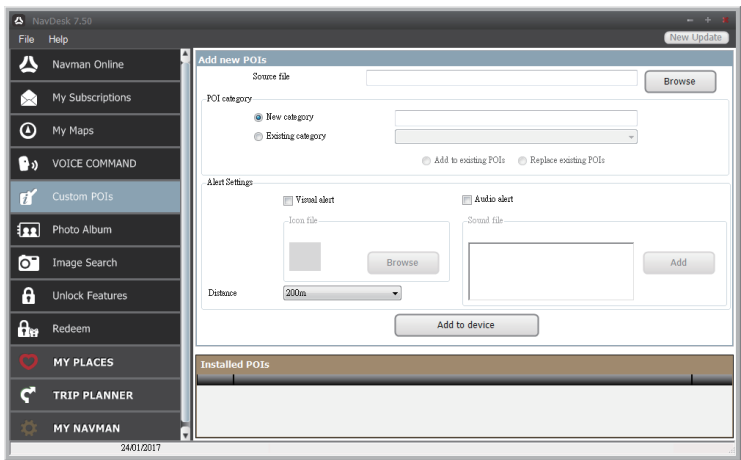 NavDesk 7.50
File Help
New Update
Navman Online
My Subscriptions
My Maps
VOICE COMMAND
Custom POIs
Photo Album
Image Search
Unlock Features
Redeem
MY PLACES
TRIP PLANNER
MY NAVMAN
Add new POIs
Source file
Browse
POI category
New category
Existing category
Add to existing POIs Replace existing POIs
Alert Settings
Visual alert Audio alert
Icon file Sound file
Browse Add
Distance 200m
Add to device
Installed POIs
24/01/2017